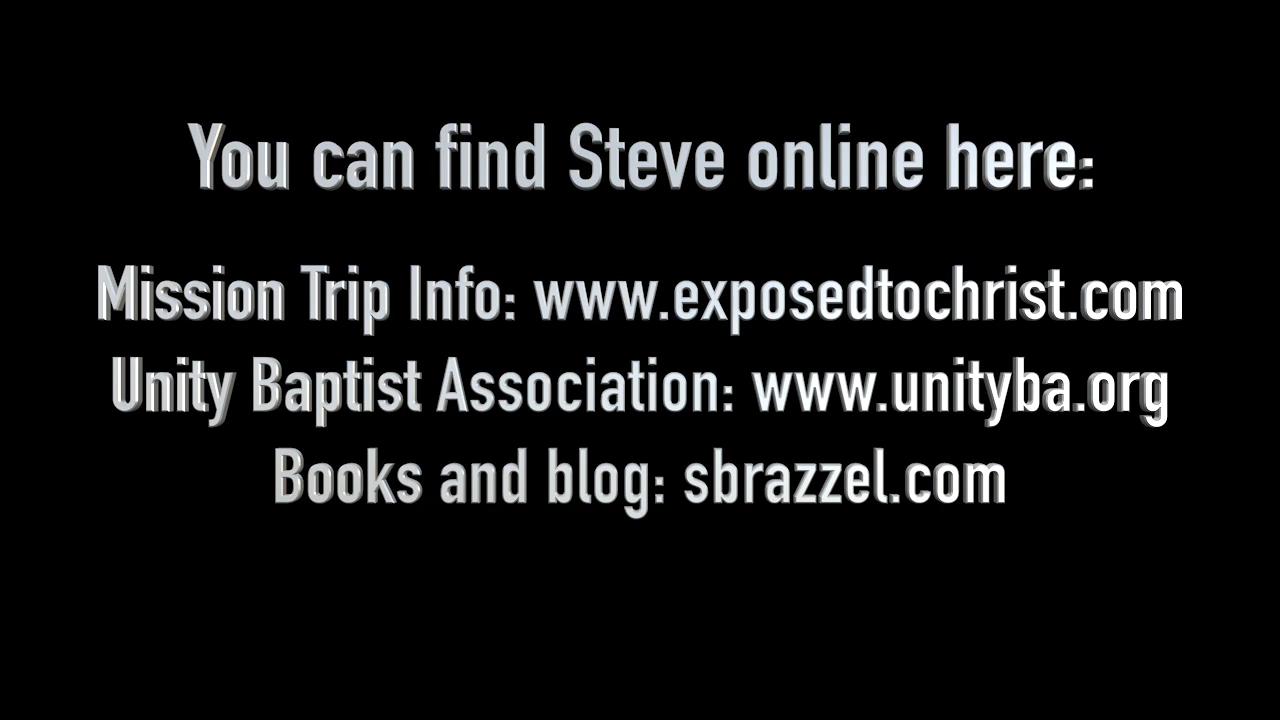 You can find Steve online here:
Mission Trip Info: www.exposedtochrist.com
Unity Baptist Association: www.unityba.org
Books and blog: sbrazzel.com